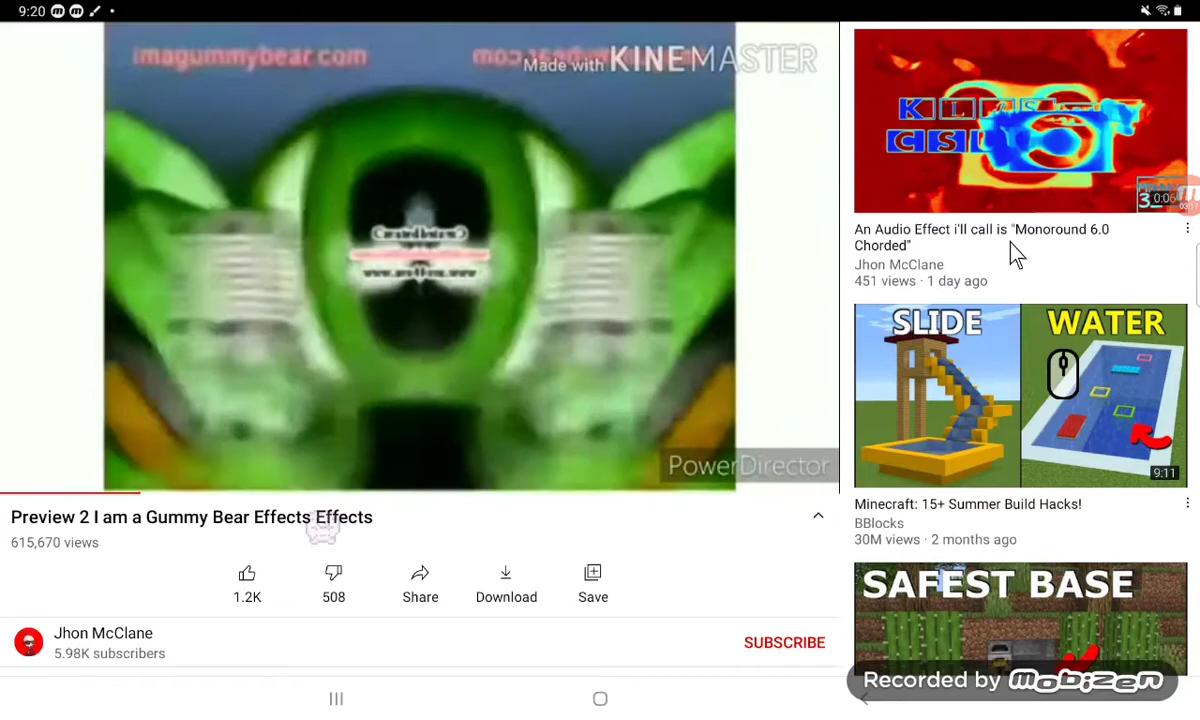 9:20
imagummybear.com
Made with KINEMASTER
PowerDirector
Preview 2 I am a Gummy Bear Effects Effects
615,670 views
1.2K
508
Share
Download
Save
Jhon McClane
5.98K subscribers
SUBSCRIBE
0:06
03:17
An Audio Effect i'll call is "Monoround 6.0
Chorded"
Jhon McClane
451 views · 1 day ago
SLIDE
WATER
9:11
Minecraft: 15+ Summer Build Hacks!
BBlocks
30M views · 2 months ago
SAFEST BASE
Recorded by mobizen